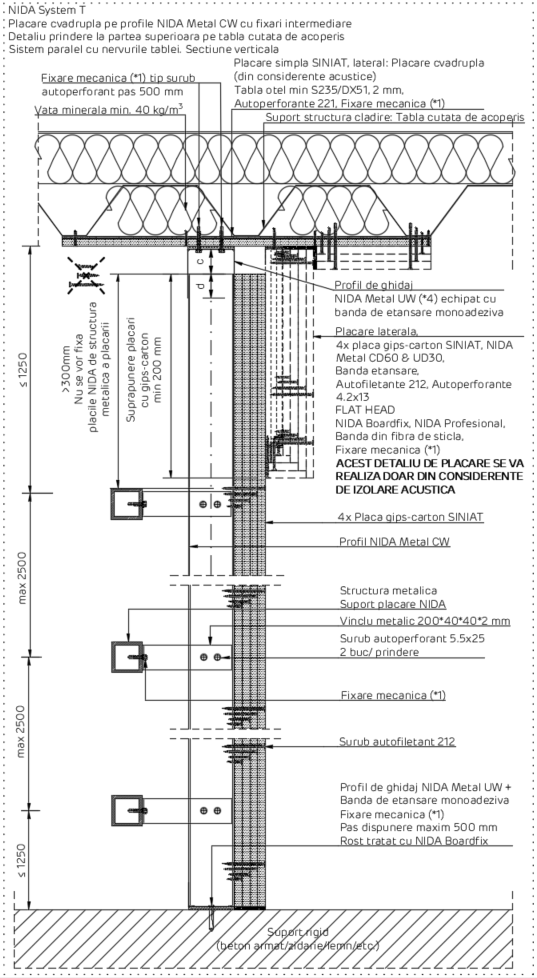 NIDA System T
Placare cvadrupla pe profile NIDA Metal CW cu fixari intermediare
Detaliu prindere la partea superioara pe tabla cutata de acoperis
Sistem paralel cu nervurile tablei. Sectiune verticala
Placare simpla SINIAT, lateral: Placare cvadrupla
(din considerente acustice)
Tabla otel min S235/DX51, 2 mm,
Autoperforante 221, Fixare mecanica (*1)
Fixare mecanica (*1) tip surub
autoperforant pas 500 mm
Vata minerala min. 40 kg/m³
Suport structura cladire: Tabla cutata de acoperis
c
d
≤ 1250
>300mm
Nu se vor fixa
placile NIDA de structura
metalica a placarii
Suprapunere placari
cu gips-carton
min 200 mm
Profil de ghidaj
NIDA Metal UW (*4) echipat cu
banda de etansare monoadeziva
Placare laterala,
4x placa gips-carton SINIAT, NIDA
Metal CD60 & UD30,
Banda etansare,
Autofiletante 212, Autoperforante
4.2x13
FLAT HEAD
NIDA Boardfix, NIDA Profesional,
Banda din fibra de sticla,
Fixare mecanica (*1)
ACEST DETALIU DE PLACARE SE VA
REALIZA DOAR DIN CONSIDERENTE
DE IZOLARE ACUSTICA
4x Placa gips-carton SINIAT
Profil NIDA Metal CW
max 2500
Structura metalica
Suport placare NIDA
Vinclu metalic 200*40*40*2 mm
Surub autoperforant 5.5x25
2 buc/ prindere
Fixare mecanica (*1)
max 2500
Surub autofiletant 212
Profil de ghidaj NIDA Metal UW +
Banda de etansare monoadeziva
Fixare mecanica (*1)
Pas dispunere maxim 500 mm
Rost tratat cu NIDA Boardfix
≤ 1250
Suport rigid
(beton armat/zidarie/lemn/etc.)